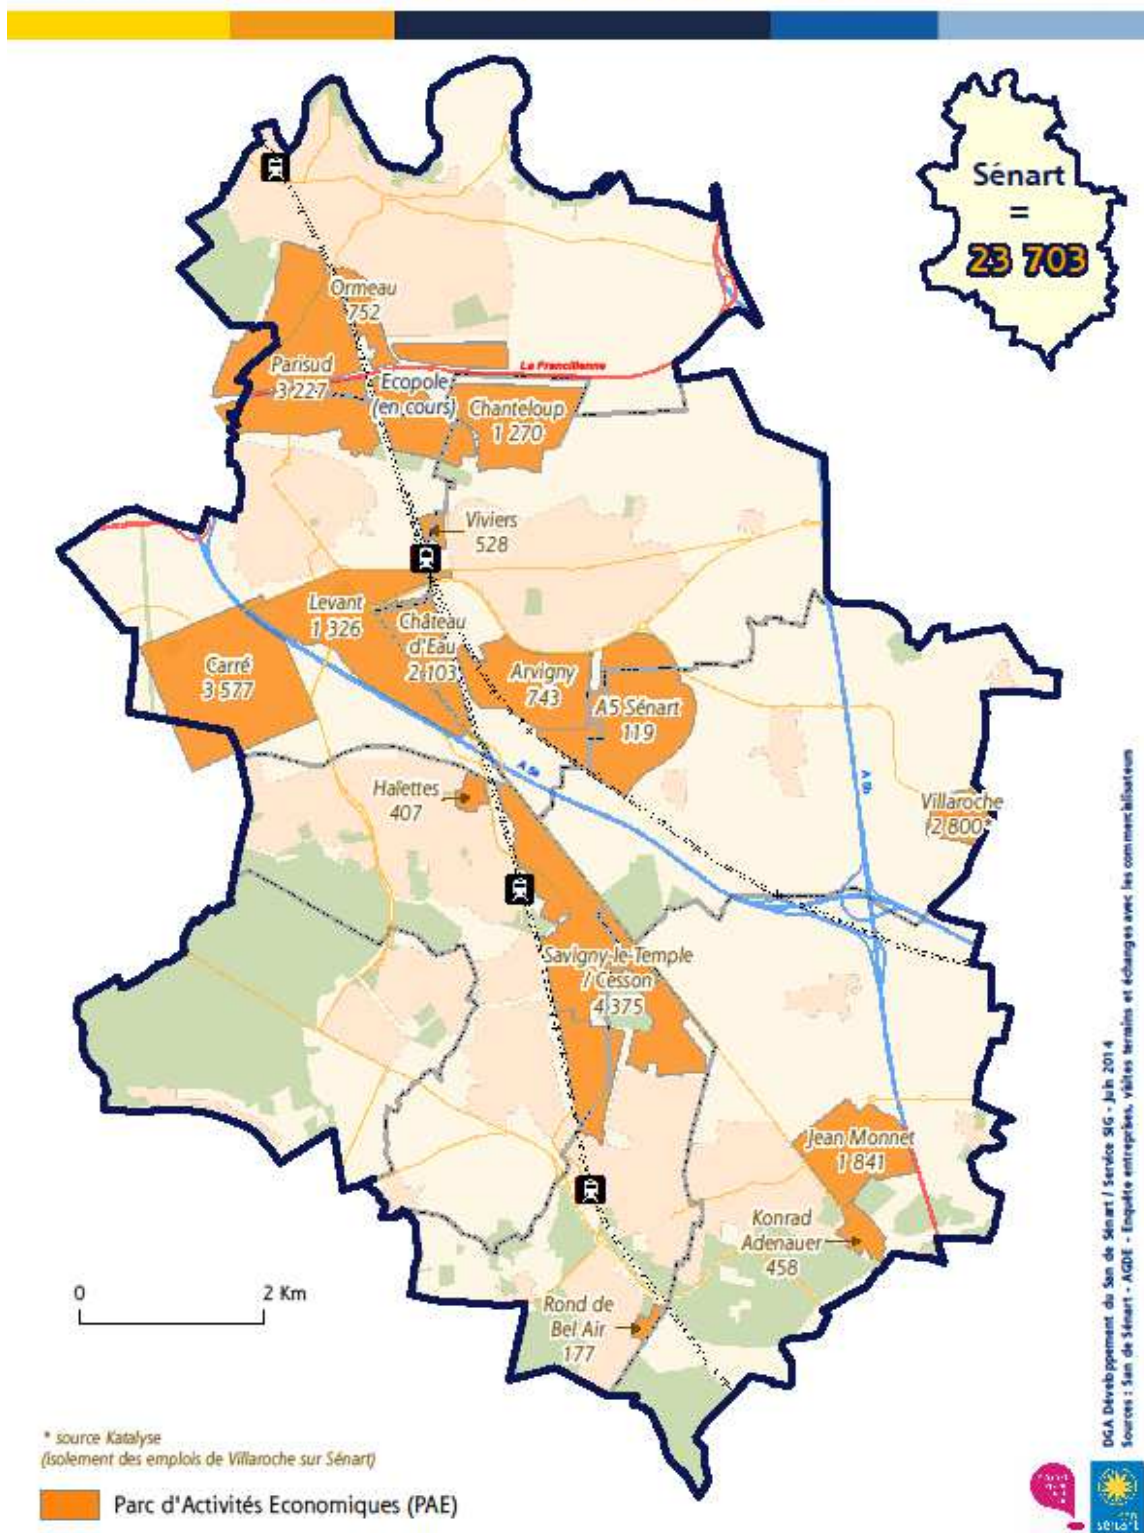 Sénart
=
23 703
Ormeau
752
Parisud
3 227
La Francilienne
Ecopole
(en cours)
Chanteloup
1 270
Viviers
528
Levant
1 326
Château
d'Eau
2 103
Carré
3 577
Arvigny
743
A5 Sénart
119
A 5a
A 5b
Hallettes
407
Villaroche
(2 800*
Savigny-le-Temple
/ Cesson
4 375
Jean Monnet
1 841
Konrad
Adenauer
458
Rond de
Bel Air
177
0 2 Km
* source Katalyse
(isolement des emplois de Villaroche sur Sénart)
Parc d'Activités Economiques (PAE)
DGA Développement du San de Sénart / Service SIG - Juin 2014
Sources : San de Sénart - AGDE - Enquête entreprises, visites terrains et échanges avec les commercialisateurs
sénart